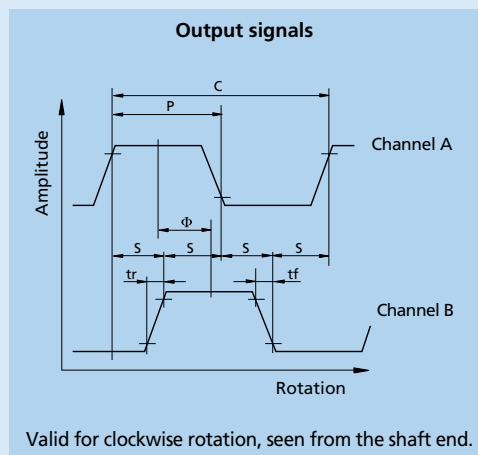 Output signals
C
P
Amplitude
Channel A
Φ
S S S S
tr tf
Channel B
Rotation
Valid for clockwise rotation, seen from the shaft end.